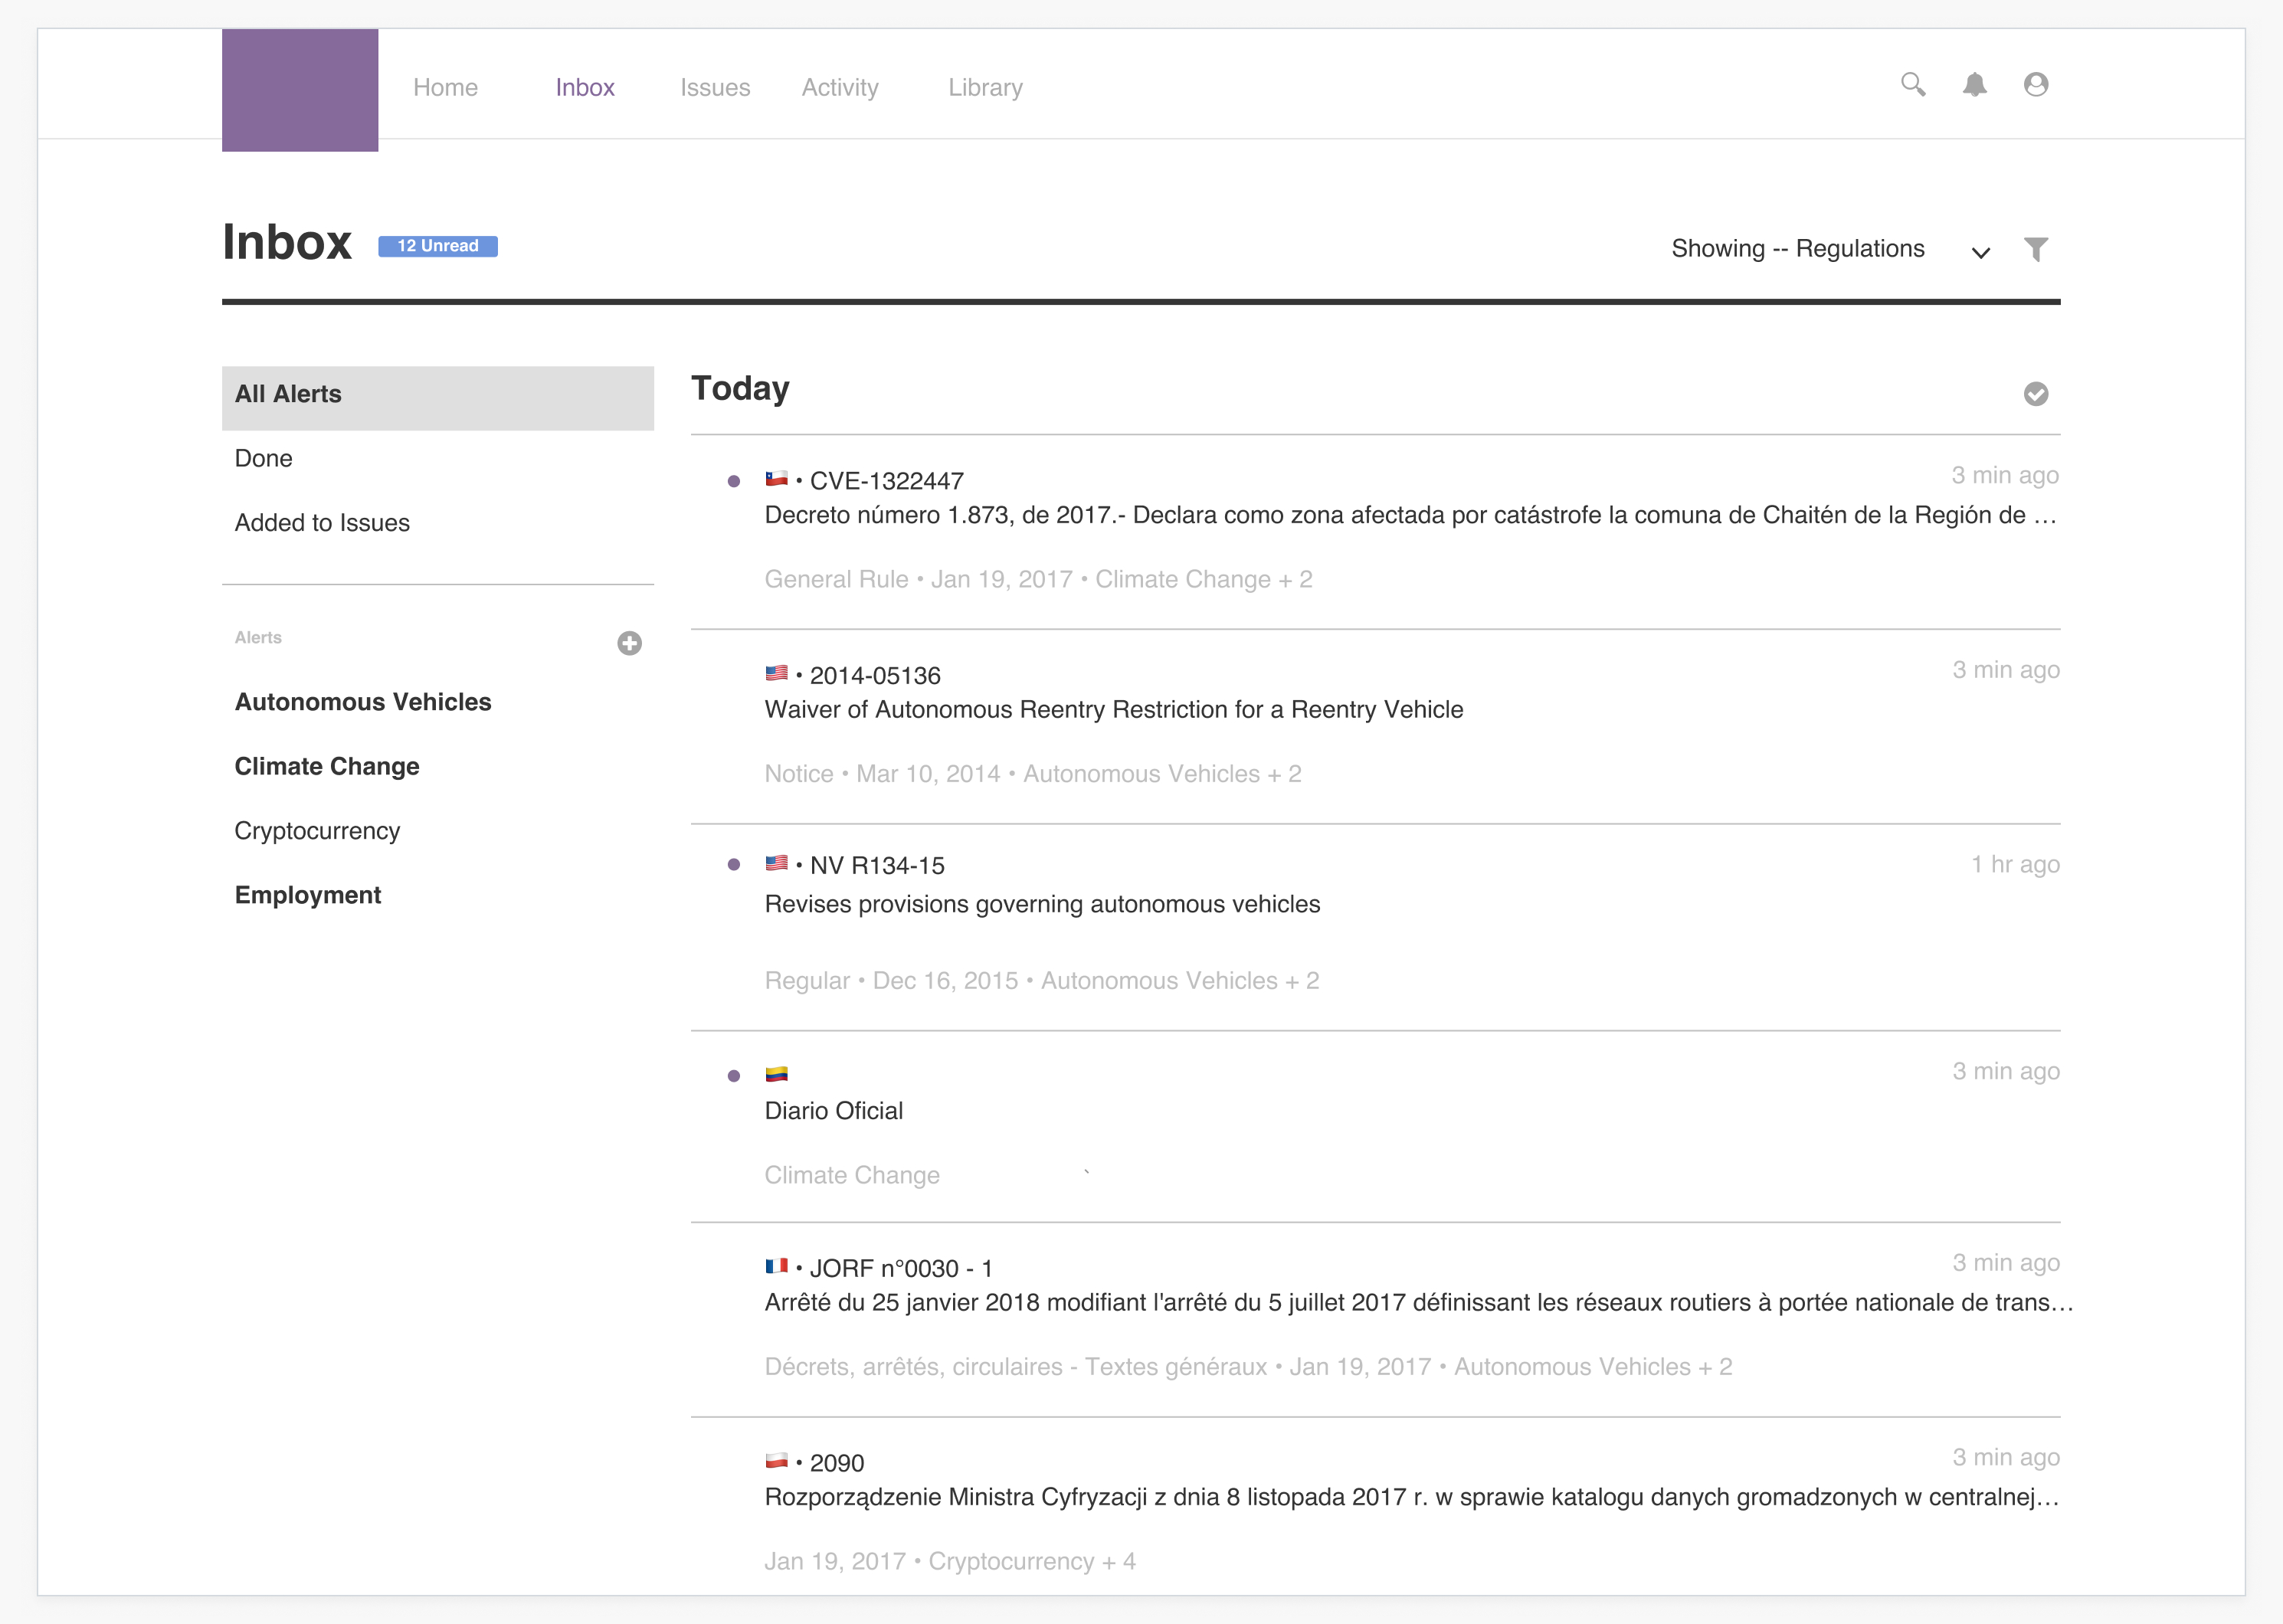 Home Inbox Issues Activity Library
Inbox 12 Unread Showing -- Regulations
All Alerts
Done
Added to Issues
Alerts
Autonomous Vehicles
Climate Change
Cryptocurrency
Employment
Today
• CVE-1322447 3 min ago
Decreto número 1.873, de 2017.- Declara como zona afectada por catástrofe la comuna de Chaitén de la Región de …
General Rule • Jan 19, 2017 • Climate Change + 2
• 2014-05136 3 min ago
Waiver of Autonomous Reentry Restriction for a Reentry Vehicle
Notice • Mar 10, 2014 • Autonomous Vehicles + 2
• NV R134-15 1 hr ago
Revises provisions governing autonomous vehicles
Regular • Dec 16, 2015 • Autonomous Vehicles + 2
3 min ago
Diario Oficial
Climate Change `
• JORF n°0030 - 1 3 min ago
Arrêté du 25 janvier 2018 modifiant l'arrêté du 5 juillet 2017 définissant les réseaux routiers à portée nationale de trans…
Décrets, arrêtés, circulaires - Textes généraux • Jan 19, 2017 • Autonomous Vehicles + 2
• 2090 3 min ago
Rozporządzenie Ministra Cyfryzacji z dnia 8 listopada 2017 r. w sprawie katalogu danych gromadzonych w centralnej…
Jan 19, 2017 • Cryptocurrency + 4